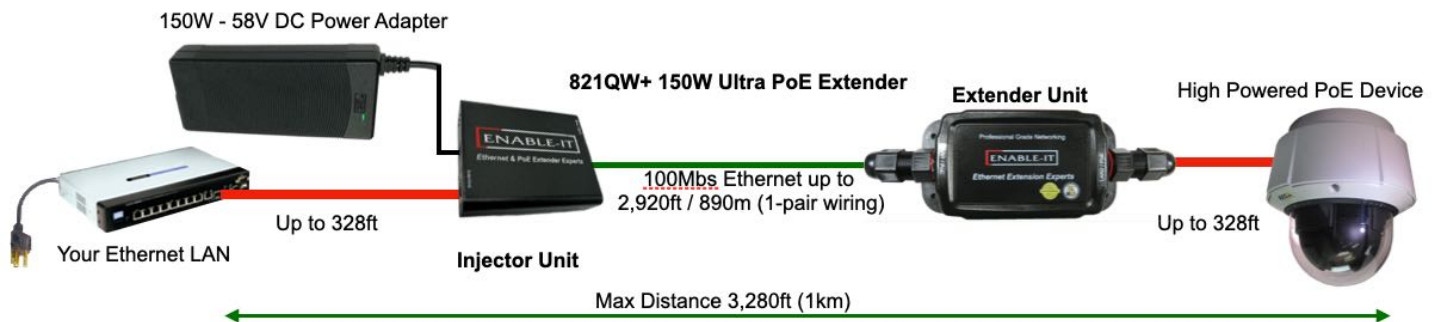 150W - 58V DC Power Adapter
821QW+ 150W Ultra PoE Extender
Extender Unit
High Powered PoE Device
ENABLE-IT
Ethernet & PoE Extender Experts
Professional Grade Networking
ENABLE-IT
Ethernet Extension Experts
100Mbs Ethernet up to
2,920ft / 890m (1-pair wiring)
Up to 328ft
Up to 328ft
Your Ethernet LAN
Injector Unit
Max Distance 3,280ft (1km)